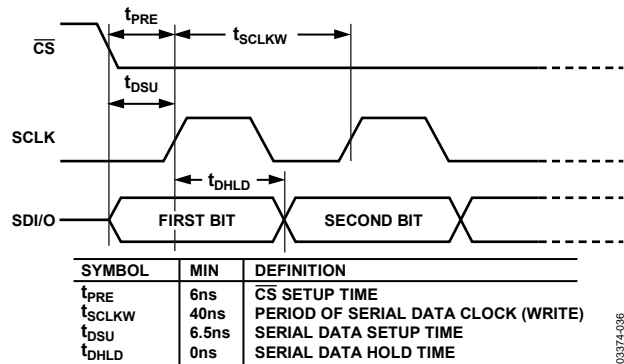 tPRE
tSCLKW
CS
tDSU
SCLK
tDHLD
SDI/O FIRST BIT SECOND BIT
SYMBOL MIN DEFINITION
tPRE 6ns CS SETUP TIME
tSCLKW 40ns PERIOD OF SERIAL DATA CLOCK (WRITE)
tDSU 6.5ns SERIAL DATA SETUP TIME
tDHLD 0ns SERIAL DATA HOLD TIME
03374-036